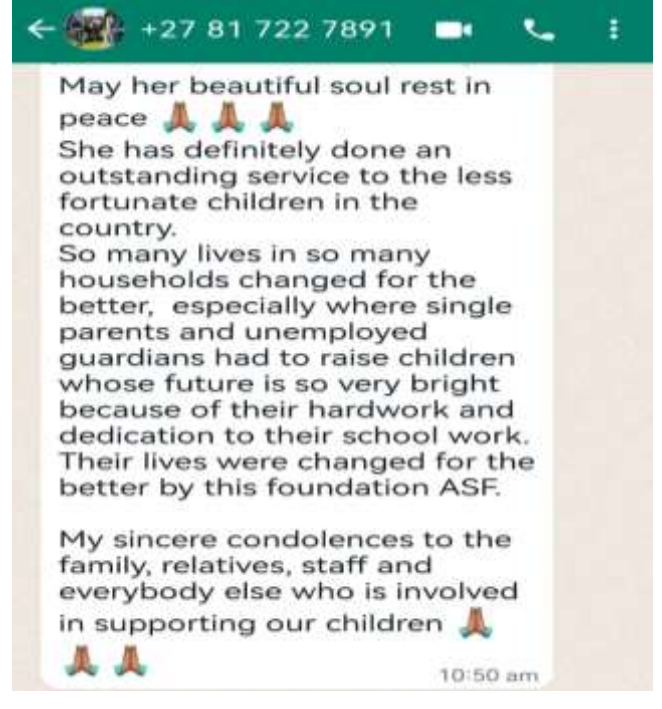 +27 81 722 7891
May her beautiful soul rest in
peace 🙏🏽 🙏🏽 🙏🏽
She has definitely done an
outstanding service to the less
fortunate children in the
country.
So many lives in so many
households changed for the
better,  especially where single
parents and unemployed
guardians had to raise children
whose future is so very bright
because of their hardwork and
dedication to their school work.
Their lives were changed for the
better by this foundation ASF.

My sincere condolences to the
family, relatives, staff and
everybody else who is involved
in supporting our children 🙏🏽
🙏🏽 🙏🏽
10:50 am